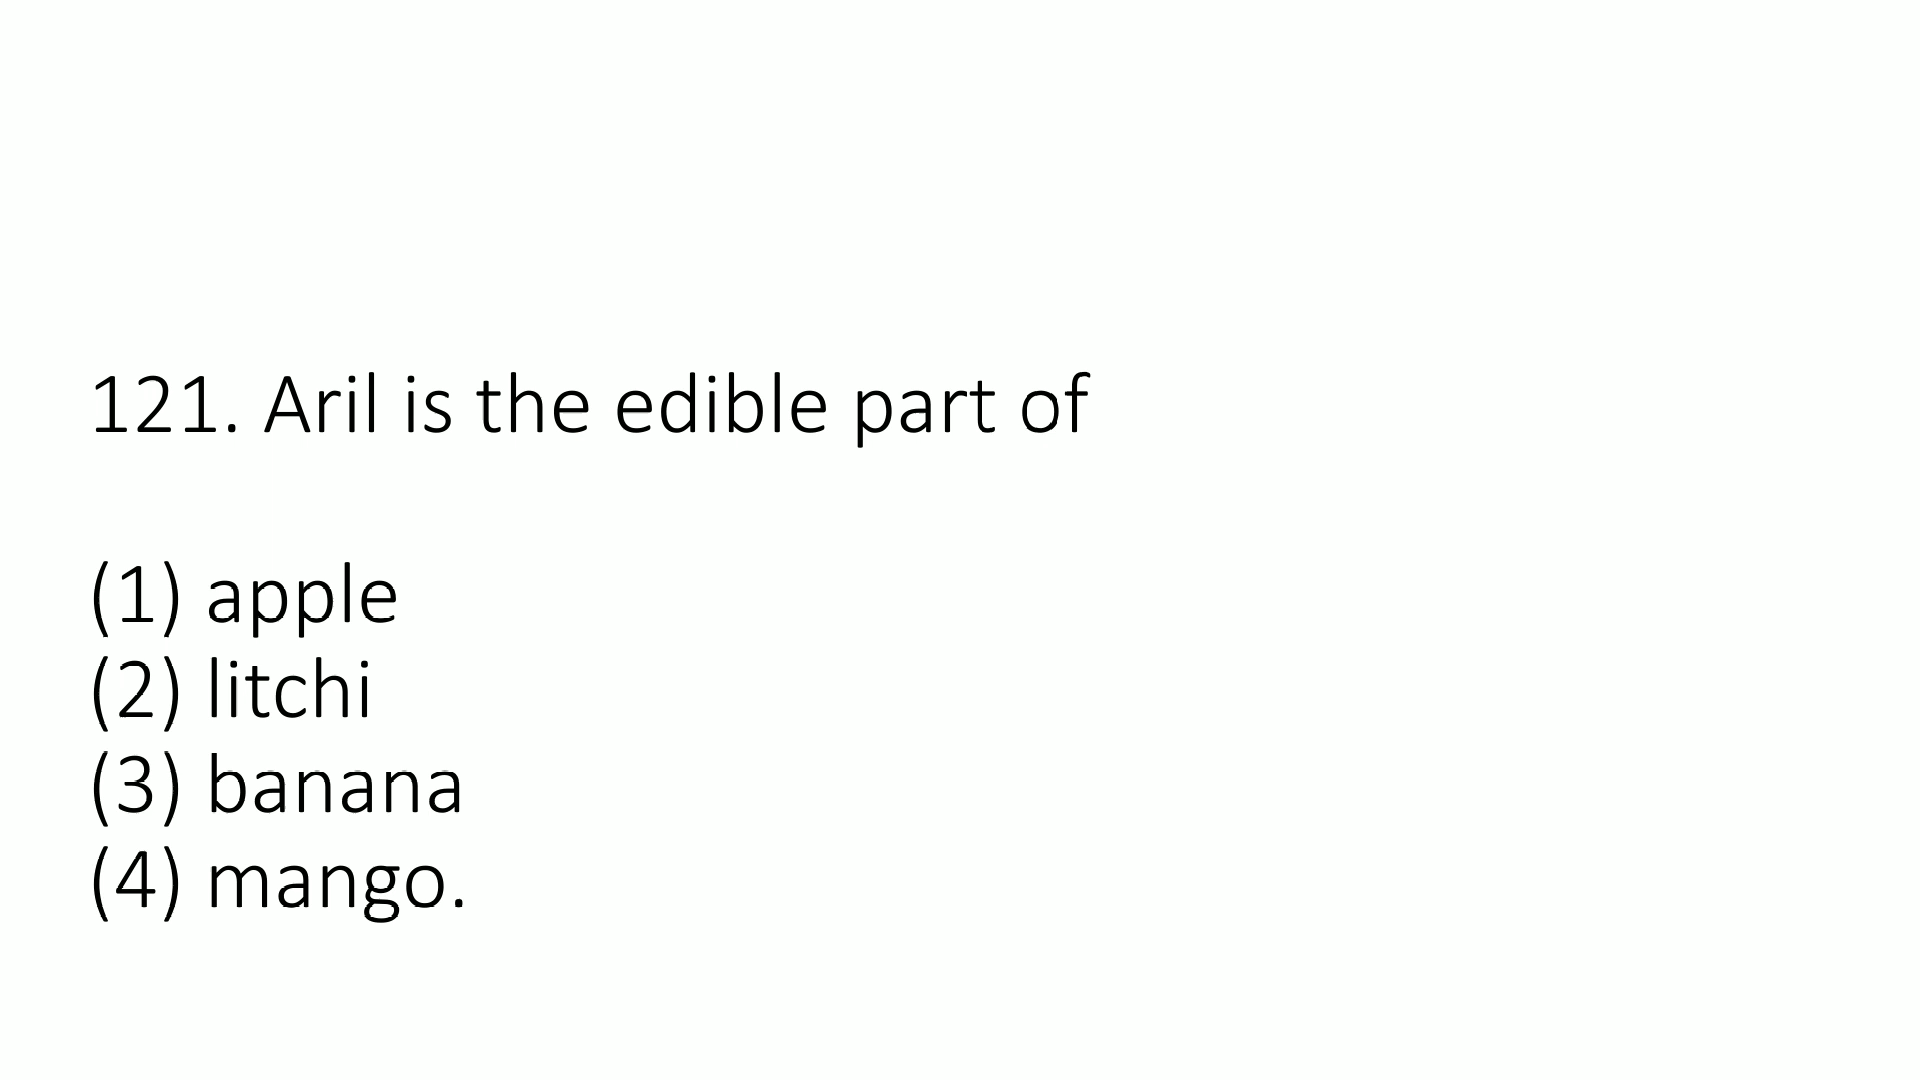 121. Aril is the edible part of
(1) apple
(2) litchi
(3) banana
(4) mango.